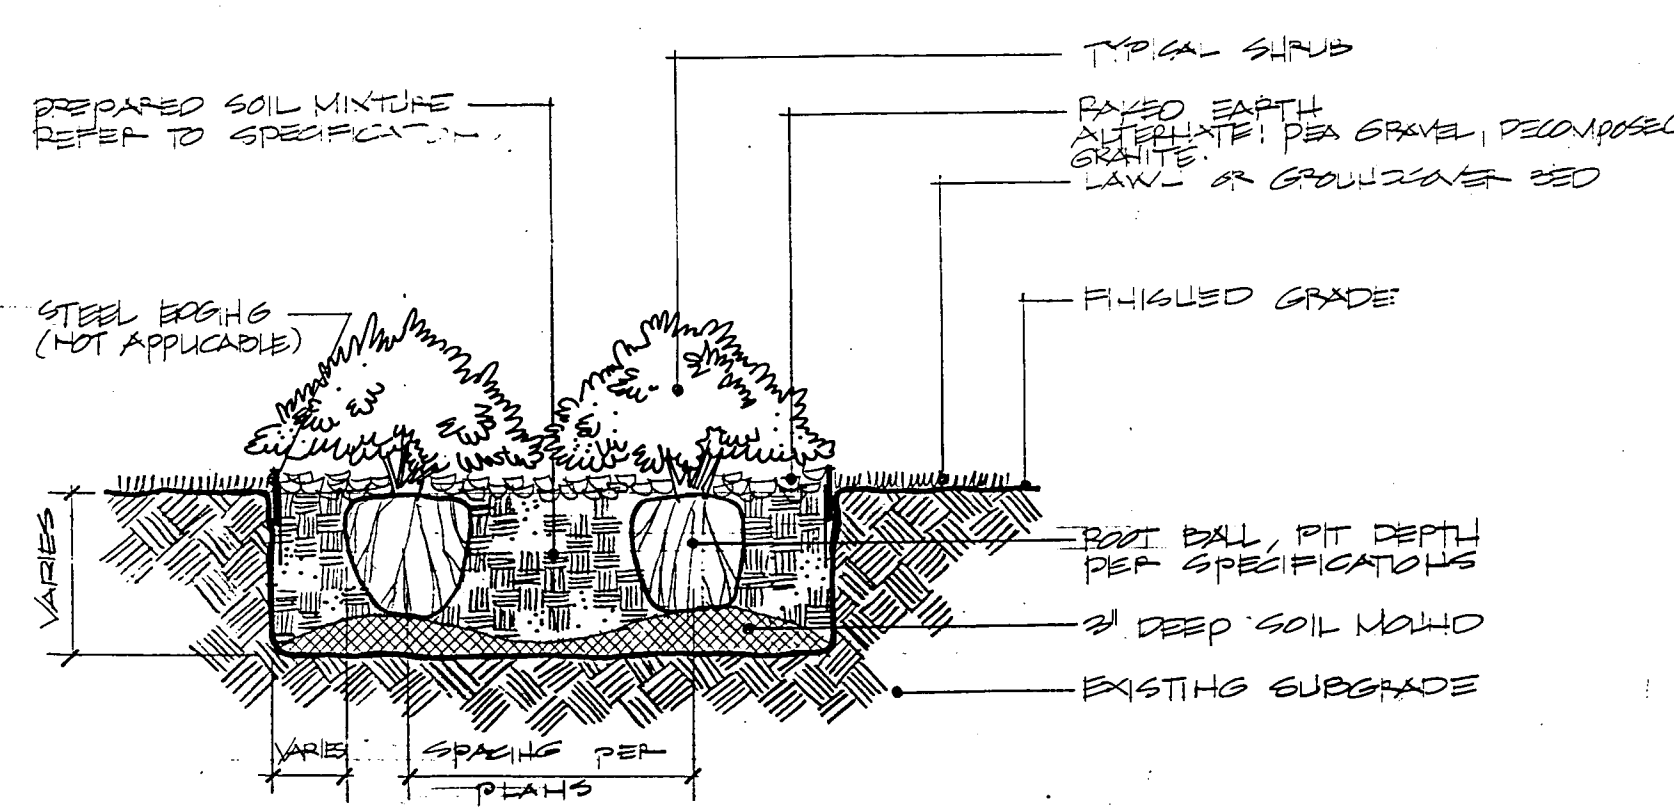 TYPICAL SHRUB
PREPARED SOIL MIXTURE
REFER TO
RAKED EARTH
ALTERNATE: PEA GRAVEL, DECOMPOSED
GRANITE.
LAWN OR GROUNDCOVER BED
STEEL EDGING
(NOT APPLICABLE)
FINISHED GRADE
VARIES
ROOT BALL, PIT DEPTH
PER SPECIFICATIONS
3" DEEP SOIL MOUND
EXISTING SUBGRADE
VARIES
SPACING PER
PLANS